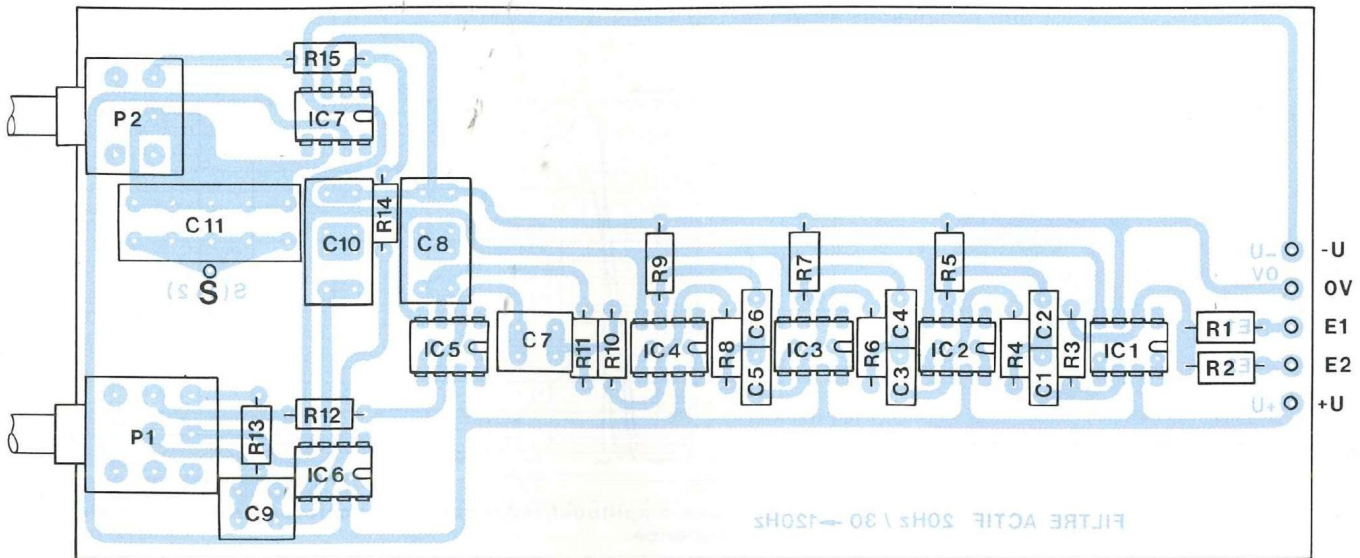 R15
P2
IC7
C11
C10
R14
C8
S
S(2)
R9
R7
R5
-U
-U
0V
0V
E1
R1
E
E2
R2
E
+U
+U
IC5
C7
R11
R10
IC4
R8
C6
C5
IC3
R6
C4
C3
IC2
R4
C2
C1
R3
IC1
P1
R13
R12
IC6
C9
FILTRE ACTIF 20Hz / 30 → 120Hz